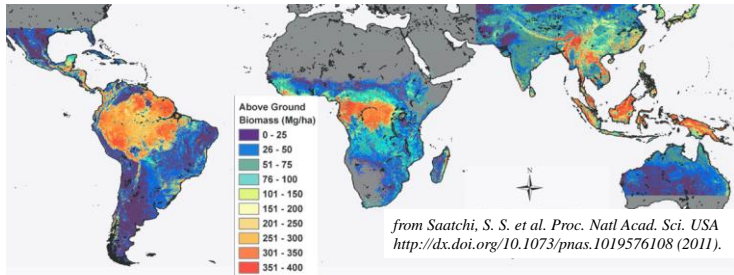 Above Ground
Biomass (Mg/ha)
0 - 25
26 - 50
51 - 75
76 - 100
101 - 150
151 - 200
201 - 250
251 - 300
301 - 350
351 - 400
N
from Saatchi, S. S. et al. Proc. Natl Acad. Sci. USA
http://dx.doi.org/10.1073/pnas.1019576108 (2011).